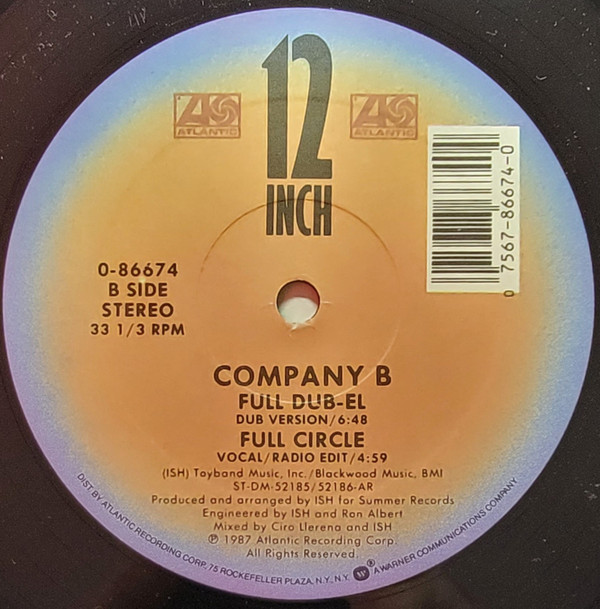 12
INCH
ATLANTIC
ATLANTIC
0 7567-86674-0
0-86674
B SIDE
STEREO
33 1/3 RPM
COMPANY B
FULL DUB-EL
DUB VERSION/6:48
FULL CIRCLE
VOCAL/RADIO EDIT/4:59
(ISH) Toyband Music, Inc./Blackwood Music, BMI
ST-DM-52185/52186-AR
Produced and arranged by ISH for Summer Records
Engineered by ISH and Ron Albert
Mixed by Ciro Llerena and ISH
℗ 1987 Atlantic Recording Corp.
All Rights Reserved.
DIST. BY ATLANTIC RECORDING CORP., 75 ROCKEFELLER PLAZA, N.Y., N.Y. ® A WARNER COMMUNICATIONS COMPANY